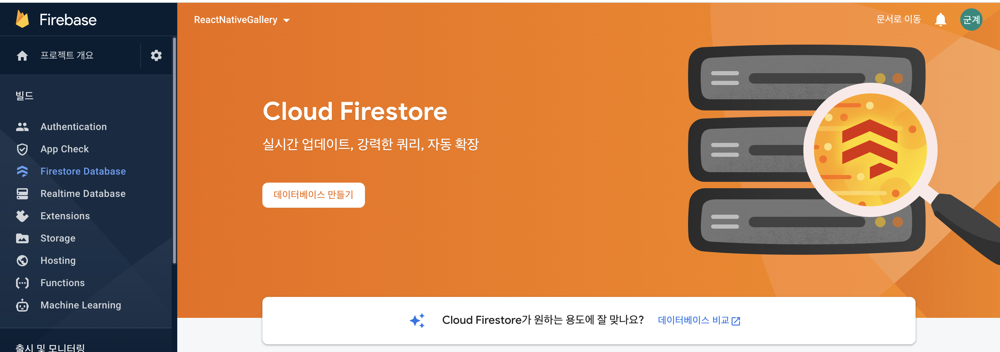 Firebase
프로젝트 개요
빌드
Authentication
App Check
Firestore Database
Realtime Database
Extensions
Storage
Hosting
Functions
Machine Learning
출시 및 모니터링
ReactNativeGallery
문서로 이동
군계
Cloud Firestore
실시간 업데이트, 강력한 쿼리, 자동 확장
데이터베이스 만들기
Cloud Firestore가 원하는 용도에 잘 맞나요? 데이터베이스 비교